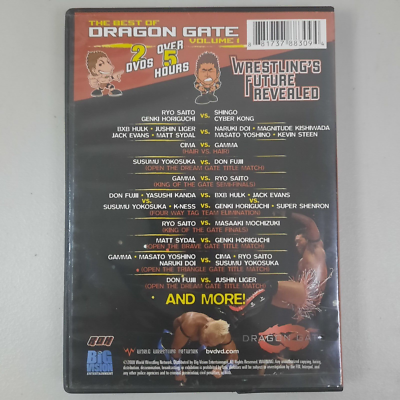 THE BEST OF
DRAGON GATE
VOLUME 1
2 DVDS OVER 5 HOURS
WRESTLING'S
FUTURE
REVEALED
RYO SAITO VS. SHINGO
GENKI HORIGUCHI CYBER KONG
BXB HULK • JUSHIN LIGER VS. NARUKI DOI • MAGNITUDE KISHIWADA
JACK EVANS • MATT SYDAL MASATO YOSHINO • KEVIN STEEN
CIMA VS. GAMMA
(HAIR VS. HAIR)
SUSUMU YOKOSUKA VS. DON FUJII
(OPEN THE DREAM GATE TITLE MATCH)
GAMMA VS. RYO SAITO
(KING OF THE GATE SEMI-FINALS)
DON FUJII • YASUSHI KANDA BXB HULK • JACK EVANS
VS. VS. VS.
SUSUMU YOKOSUKA • K-NESS GENKI HORIGUCHI • SUPER SHENRON
(FOUR WAY TAG TEAM ELIMINATION)
RYO SAITO VS. MASAAKI MOCHIZUKI
(KING OF THE GATE FINALS)
MATT SYDAL VS. GENKI HORIGUCHI
(OPEN THE BRAVE GATE TITLE MATCH)
GAMMA • MASATO YOSHINO VS. CIMA • RYO SAITO
NARUKI DOI SUSUMU YOKOSUKA
(OPEN THE TRIANGLE GATE TITLE MATCH)
DON FUJII VS. JUSHIN LIGER
(OPEN THE DREAM GATE TITLE MATCH)
AND MORE!
DRAGON GATE
BIG
VISION
ENTERTAINMENT
bvdvd.com